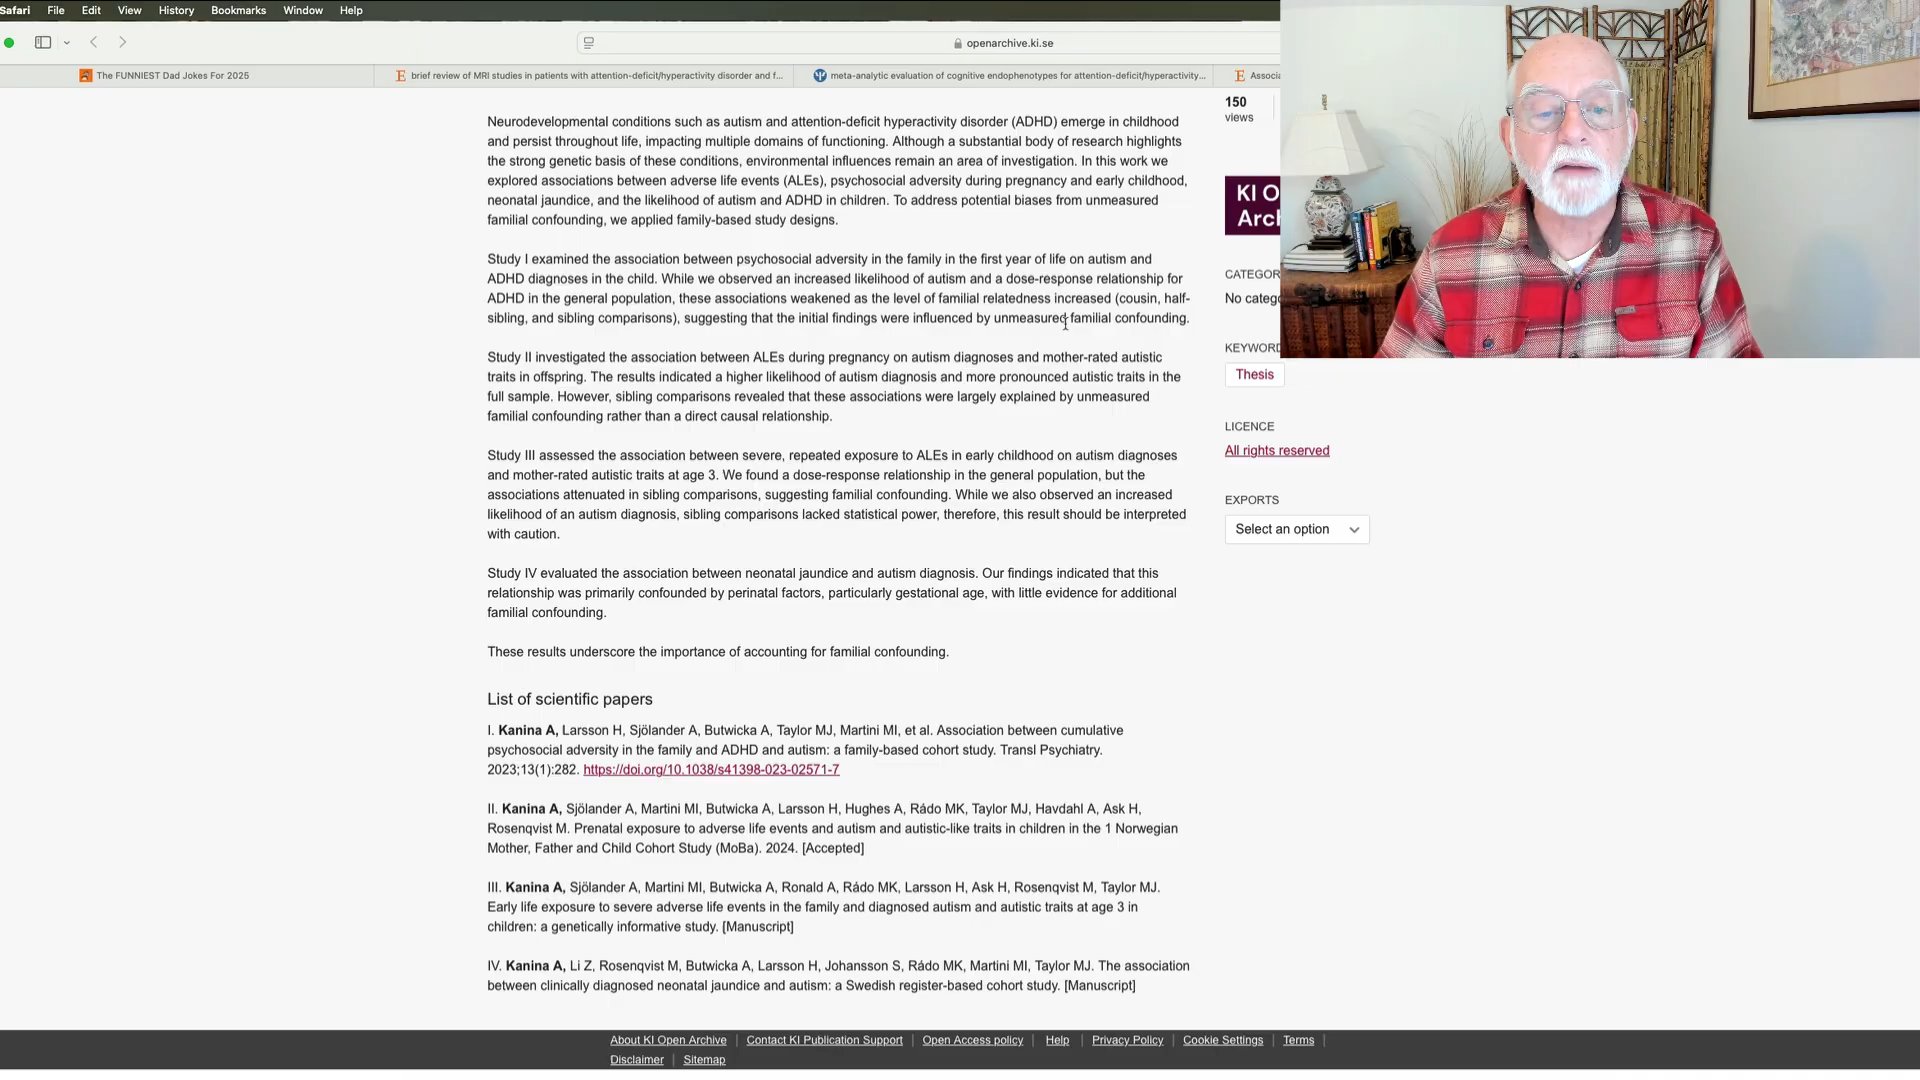 Safari File Edit View History Bookmarks Window Help
openarchive.ki.se
The FUNNIEST Dad Jokes For 2025
brief review of MRI studies in patients with attention-deficit/hyperactivity disorder and f...
meta-analytic evaluation of cognitive endophenotypes for attention-deficit/hyperactivity...
Associa
Neurodevelopmental conditions such as autism and attention-deficit hyperactivity disorder (ADHD) emerge in childhood
and persist throughout life, impacting multiple domains of functioning. Although a substantial body of research highlights
the strong genetic basis of these conditions, environmental influences remain an area of investigation. In this work we
explored associations between adverse life events (ALEs), psychosocial adversity during pregnancy and early childhood,
neonatal jaundice, and the likelihood of autism and ADHD in children. To address potential biases from unmeasured
familial confounding, we applied family-based study designs.
Study I examined the association between psychosocial adversity in the family in the first year of life on autism and
ADHD diagnoses in the child. While we observed an increased likelihood of autism and a dose-response relationship for
ADHD in the general population, these associations weakened as the level of familial relatedness increased (cousin, half-
sibling, and sibling comparisons), suggesting that the initial findings were influenced by unmeasured familial confounding.
Study II investigated the association between ALEs during pregnancy on autism diagnoses and mother-rated autistic
traits in offspring. The results indicated a higher likelihood of autism diagnosis and more pronounced autistic traits in the
full sample. However, sibling comparisons revealed that these associations were largely explained by unmeasured
familial confounding rather than a direct causal relationship.
Study III assessed the association between severe, repeated exposure to ALEs in early childhood on autism diagnoses
and mother-rated autistic traits at age 3. We found a dose-response relationship in the general population, but the
associations attenuated in sibling comparisons, suggesting familial confounding. While we also observed an increased
likelihood of an autism diagnosis, sibling comparisons lacked statistical power, therefore, this result should be interpreted
with caution.
Study IV evaluated the association between neonatal jaundice and autism diagnosis. Our findings indicated that this
relationship was primarily confounded by perinatal factors, particularly gestational age, with little evidence for additional
familial confounding.
These results underscore the importance of accounting for familial confounding.
List of scientific papers
I. Kanina A, Larsson H, Sjölander A, Butwicka A, Taylor MJ, Martini MI, et al. Association between cumulative
psychosocial adversity in the family and ADHD and autism: a family-based cohort study. Transl Psychiatry.
2023;13(1):282. https://doi.org/10.1038/s41398-023-02571-7
II. Kanina A, Sjölander A, Martini MI, Butwicka A, Larsson H, Hughes A, Rádo MK, Taylor MJ, Havdahl A, Ask H,
Rosenqvist M. Prenatal exposure to adverse life events and autism and autistic-like traits in children in the 1 Norwegian
Mother, Father and Child Cohort Study (MoBa). 2024. [Accepted]
III. Kanina A, Sjölander A, Martini MI, Butwicka A, Ronald A, Rádo MK, Larsson H, Ask H, Rosenqvist M, Taylor MJ.
Early life exposure to severe adverse life events in the family and diagnosed autism and autistic traits at age 3 in
children: a genetically informative study. [Manuscript]
IV. Kanina A, Li Z, Rosenqvist M, Butwicka A, Larsson H, Johansson S, Rádo MK, Martini MI, Taylor MJ. The association
between clinically diagnosed neonatal jaundice and autism: a Swedish register-based cohort study. [Manuscript]
150
views
KI O
Arc
CATEGOR
No catego
KEYWORD
Thesis
LICENCE
All rights reserved
EXPORTS
Select an option
About KI Open Archive | Contact KI Publication Support | Open Access policy | Help | Privacy Policy | Cookie Settings | Terms |
Disclaimer | Sitemap